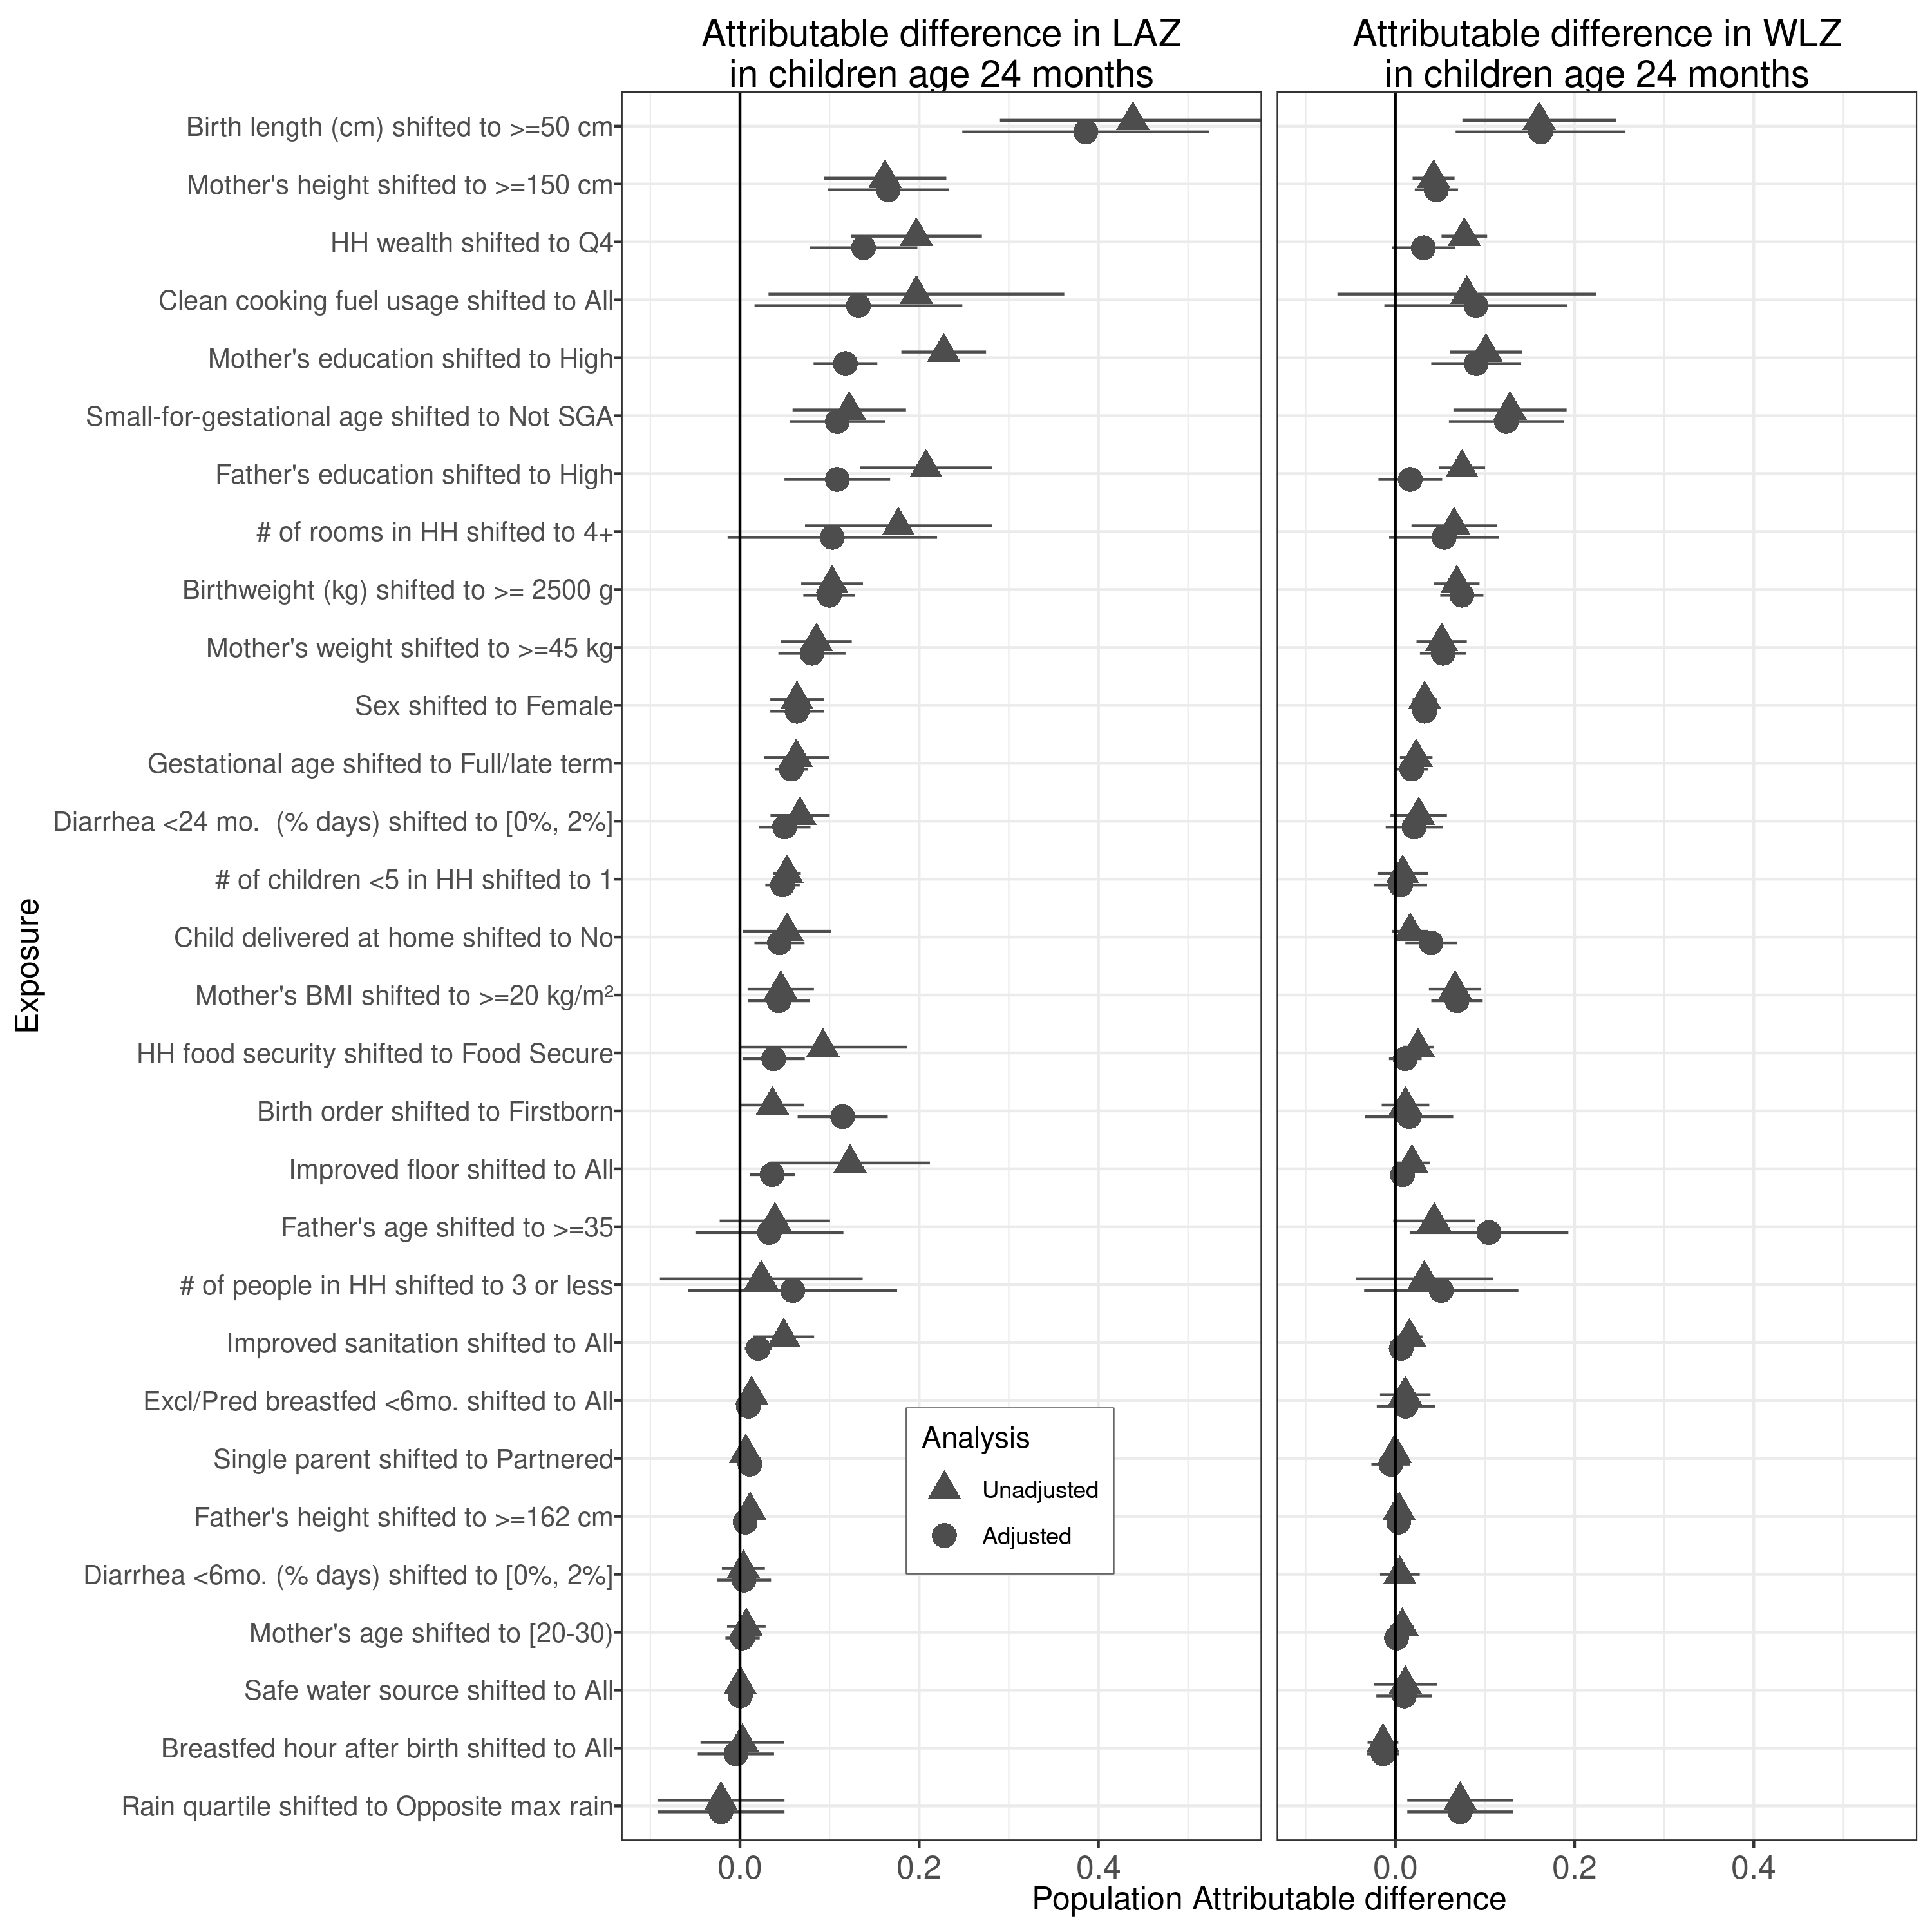 Attributable difference in LAZ
in children age 24 months
Attributable difference in WLZ
in children age 24 months
Exposure
Birth length (cm) shifted to >=50 cm
Mother's height shifted to >=150 cm
HH wealth shifted to Q4
Clean cooking fuel usage shifted to All
Mother's education shifted to High
Small-for-gestational age shifted to Not SGA
Father's education shifted to High
# of rooms in HH shifted to 4+
Birthweight (kg) shifted to >= 2500 g
Mother's weight shifted to >=45 kg
Sex shifted to Female
Gestational age shifted to Full/late term
Diarrhea <24 mo.  (% days) shifted to [0%, 2%]
# of children <5 in HH shifted to 1
Child delivered at home shifted to No
Mother's BMI shifted to >=20 kg/m²
HH food security shifted to Food Secure
Birth order shifted to Firstborn
Improved floor shifted to All
Father's age shifted to >=35
# of people in HH shifted to 3 or less
Improved sanitation shifted to All
Excl/Pred breastfed <6mo. shifted to All
Single parent shifted to Partnered
Father's height shifted to >=162 cm
Diarrhea <6mo. (% days) shifted to [0%, 2%]
Mother's age shifted to [20-30)
Safe water source shifted to All
Breastfed hour after birth shifted to All
Rain quartile shifted to Opposite max rain
Analysis
Unadjusted
Adjusted
0.0 0.2 0.4
0.0 0.2 0.4
Population Attributable difference